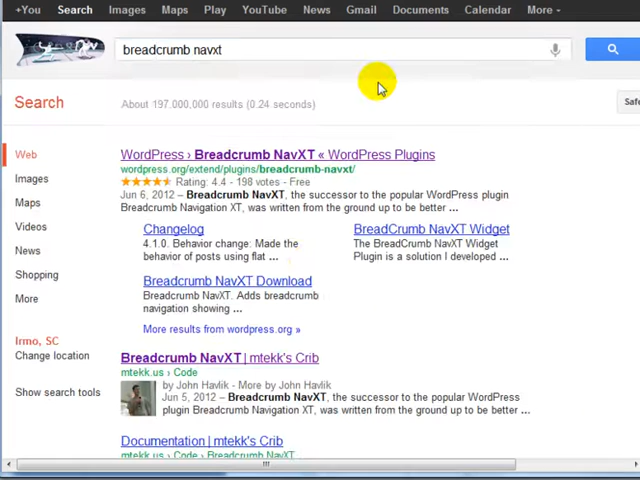 +You Search Images Maps Play YouTube News Gmail Documents Calendar More
breadcrumb navxt
Search About 197,000,000 results (0.24 seconds) Safe
Web
Images
Maps
Videos
News
Shopping
More
Irmo, SC
Change location
Show search tools
WordPress › Breadcrumb NavXT « WordPress Plugins
wordpress.org/extend/plugins/breadcrumb-navxt/
Rating: 4.4 - 198 votes - Free
Jun 6, 2012 – Breadcrumb NavXT, the successor to the popular WordPress plugin
Breadcrumb Navigation XT, was written from the ground up to be better ...
Changelog
4.1.0. Behavior change: Made the
behavior of posts using flat ...
BreadCrumb NavXT Widget
The BreadCrumb NavXT Widget
Plugin is a solution I developed ...
Breadcrumb NavXT Download
Breadcrumb NavXT. Adds breadcrumb
navigation showing ...
More results from wordpress.org »
Breadcrumb NavXT | mtekk's Crib
mtekk.us › Code
by John Havlik - More by John Havlik
Jun 5, 2012 – Breadcrumb NavXT, the successor to the popular WordPress
plugin Breadcrumb Navigation XT, was written from the ground up to be better ...
Documentation | mtekk's Crib
mtekk.us › Code › Breadcrumb NavXT